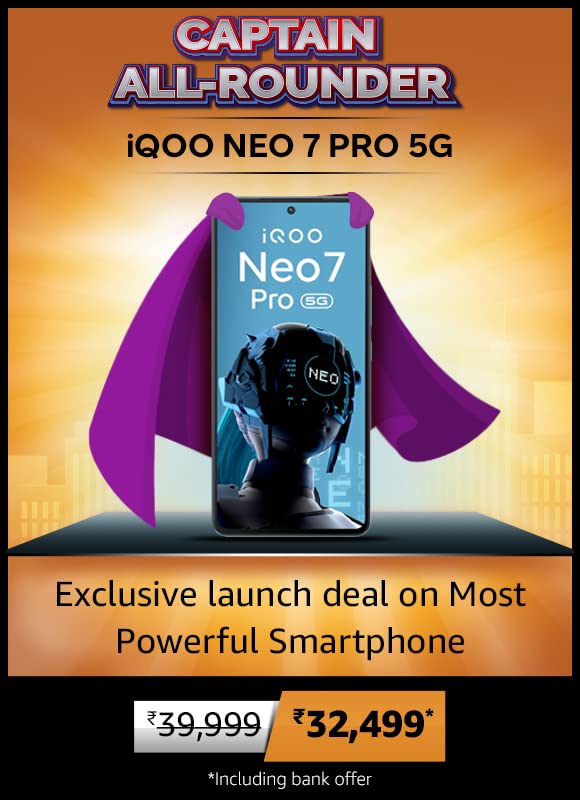 CAPTAIN
ALL-ROUNDER
iQOO NEO 7 PRO 5G
iQOO
Neo7
Pro 5G
NEO
Exclusive launch deal on Most
Powerful Smartphone
₹39,999 ₹32,499*
*Including bank offer